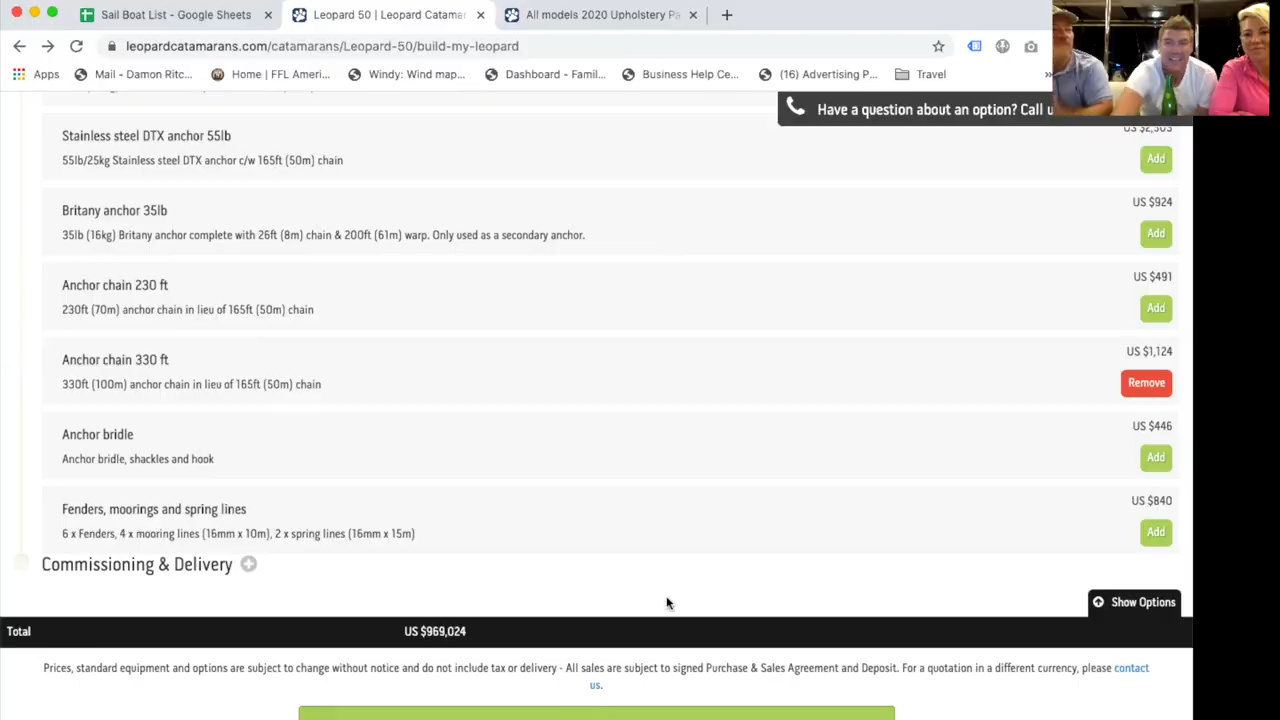 Sail Boat List - Google Sheets
Leopard 50 | Leopard Catamar
All models 2020 Upholstery Pa
leopardcatamarans.com/catamarans/Leopard-50/build-my-leopard
Apps
Mail - Damon Ritc...
Home | FFL Ameri...
Windy: Wind map...
Dashboard - Famil...
Business Help Ce...
(16) Advertising P...
Travel
»
Have a question about an option? Call u
Stainless steel DTX anchor 55lb
55lb/25kg Stainless steel DTX anchor c/w 165ft (50m) chain
Add
Britany anchor 35lb
US $924
35lb (16kg) Britany anchor complete with 26ft (8m) chain & 200ft (61m) warp. Only used as a secondary anchor.
Add
Anchor chain 230 ft
US $491
230ft (70m) anchor chain in lieu of 165ft (50m) chain
Add
Anchor chain 330 ft
US $1,124
330ft (100m) anchor chain in lieu of 165ft (50m) chain
Remove
Anchor bridle
US $446
Anchor bridle, shackles and hook
Add
Fenders, moorings and spring lines
US $840
6 x Fenders, 4 x mooring lines (16mm x 10m), 2 x spring lines (16mm x 15m)
Add
Commissioning & Delivery
Show Options
Total US $969,024
Prices, standard equipment and options are subject to change without notice and do not include tax or delivery - All sales are subject to signed Purchase & Sales Agreement and Deposit. For a quotation in a different currency, please contact
us.